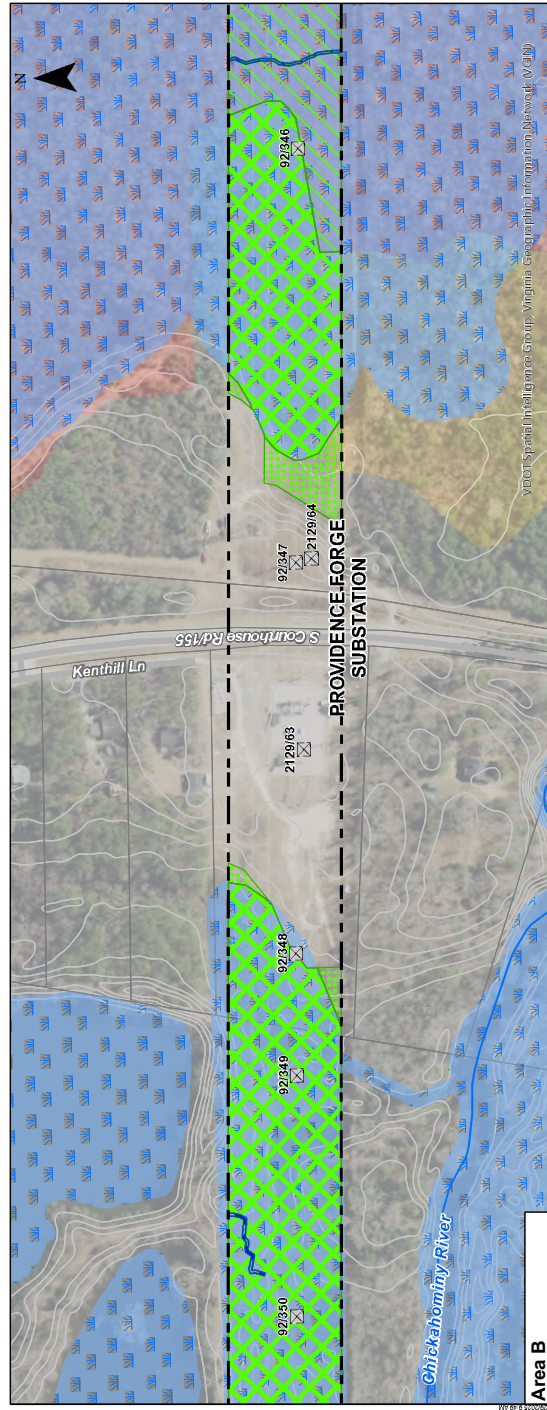 N
92/346
VDOT Spatial Intelligence Group, Virginia Geographic Information Network (VGIN)
2129/64
92/347
PROVIDENCE FORGE
SUBSTATION
S Courthouse Rd/155
Kenthill Ln
2129/63
92/348
92/349
92/350
Chickahominy River
Area B